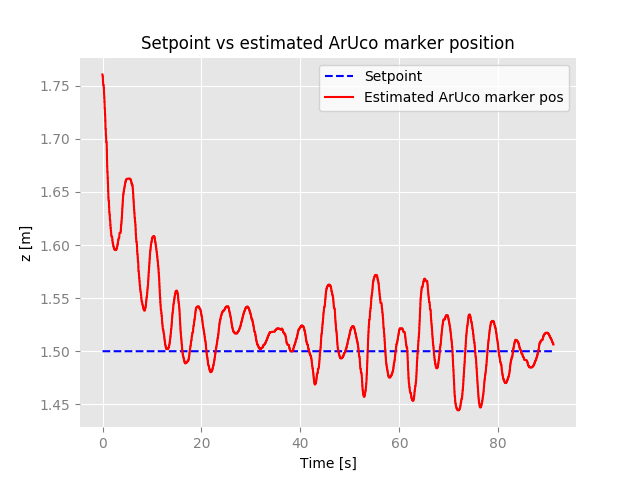 Setpoint vs estimated ArUco marker position
Setpoint
Estimated ArUco marker pos
1.75
1.70
1.65
1.60
1.55
1.50
1.45
z [m]
0 20 40 60 80
Time [s]